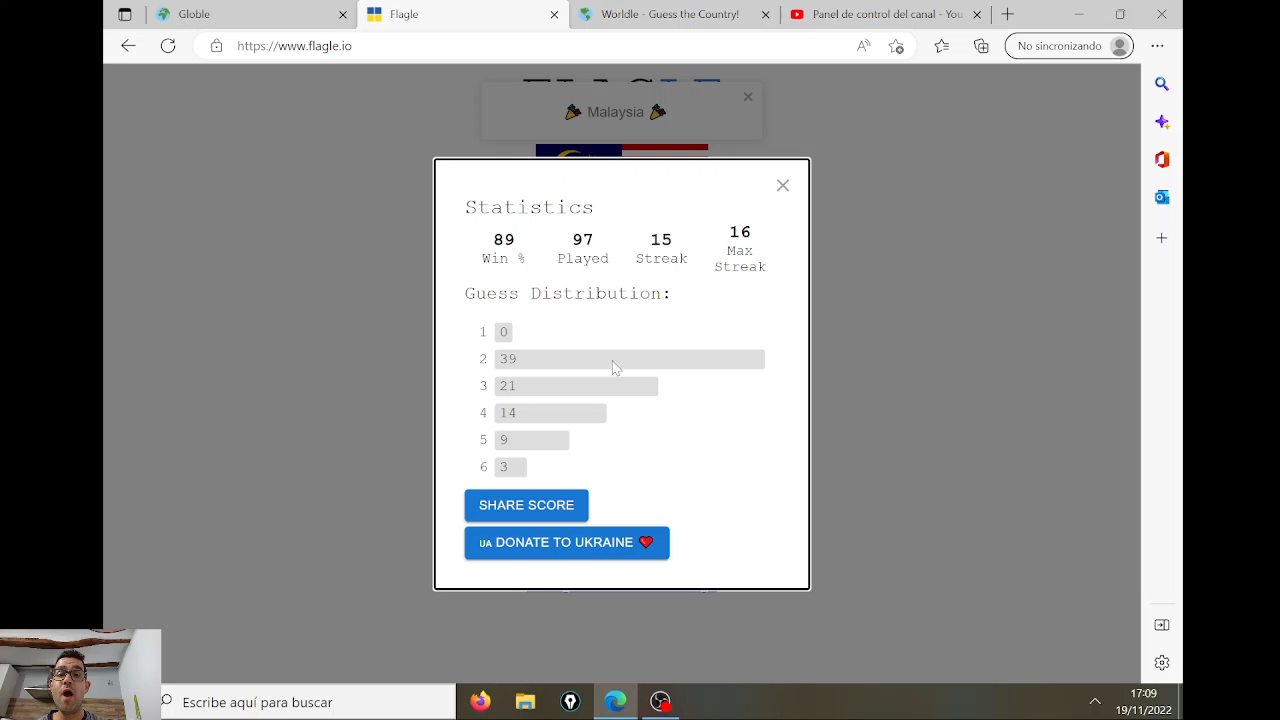 Globle
Flagle
Worldle - Guess the Country!
Panel de control del canal - You
https://www.flagle.io
No sincronizando
Malaysia
Statistics
89 97 15 16
Win % Played Streak Max Streak
Guess Distribution:
1 0
2 39
3 21
4 14
5 9
6 3
SHARE SCORE
UA DONATE TO UKRAINE
Escribe aquí para buscar
17:09
19/11/2022